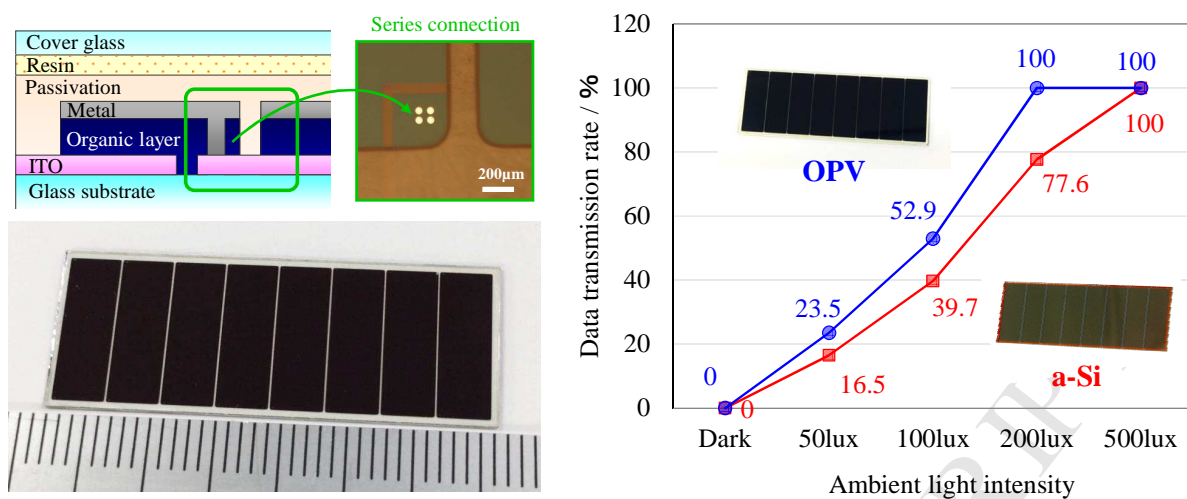 Series connection
Cover glass
Resin
Passivation
Metal
Organic layer
ITO
Glass substrate
200µm
Data transmission rate / %
120
100
80
60
40
20
0
100
100
100
77.6
52.9
39.7
23.5
16.5
0
0
OPV
a-Si
Dark
50lux
100lux
200lux
500lux
Ambient light intensity